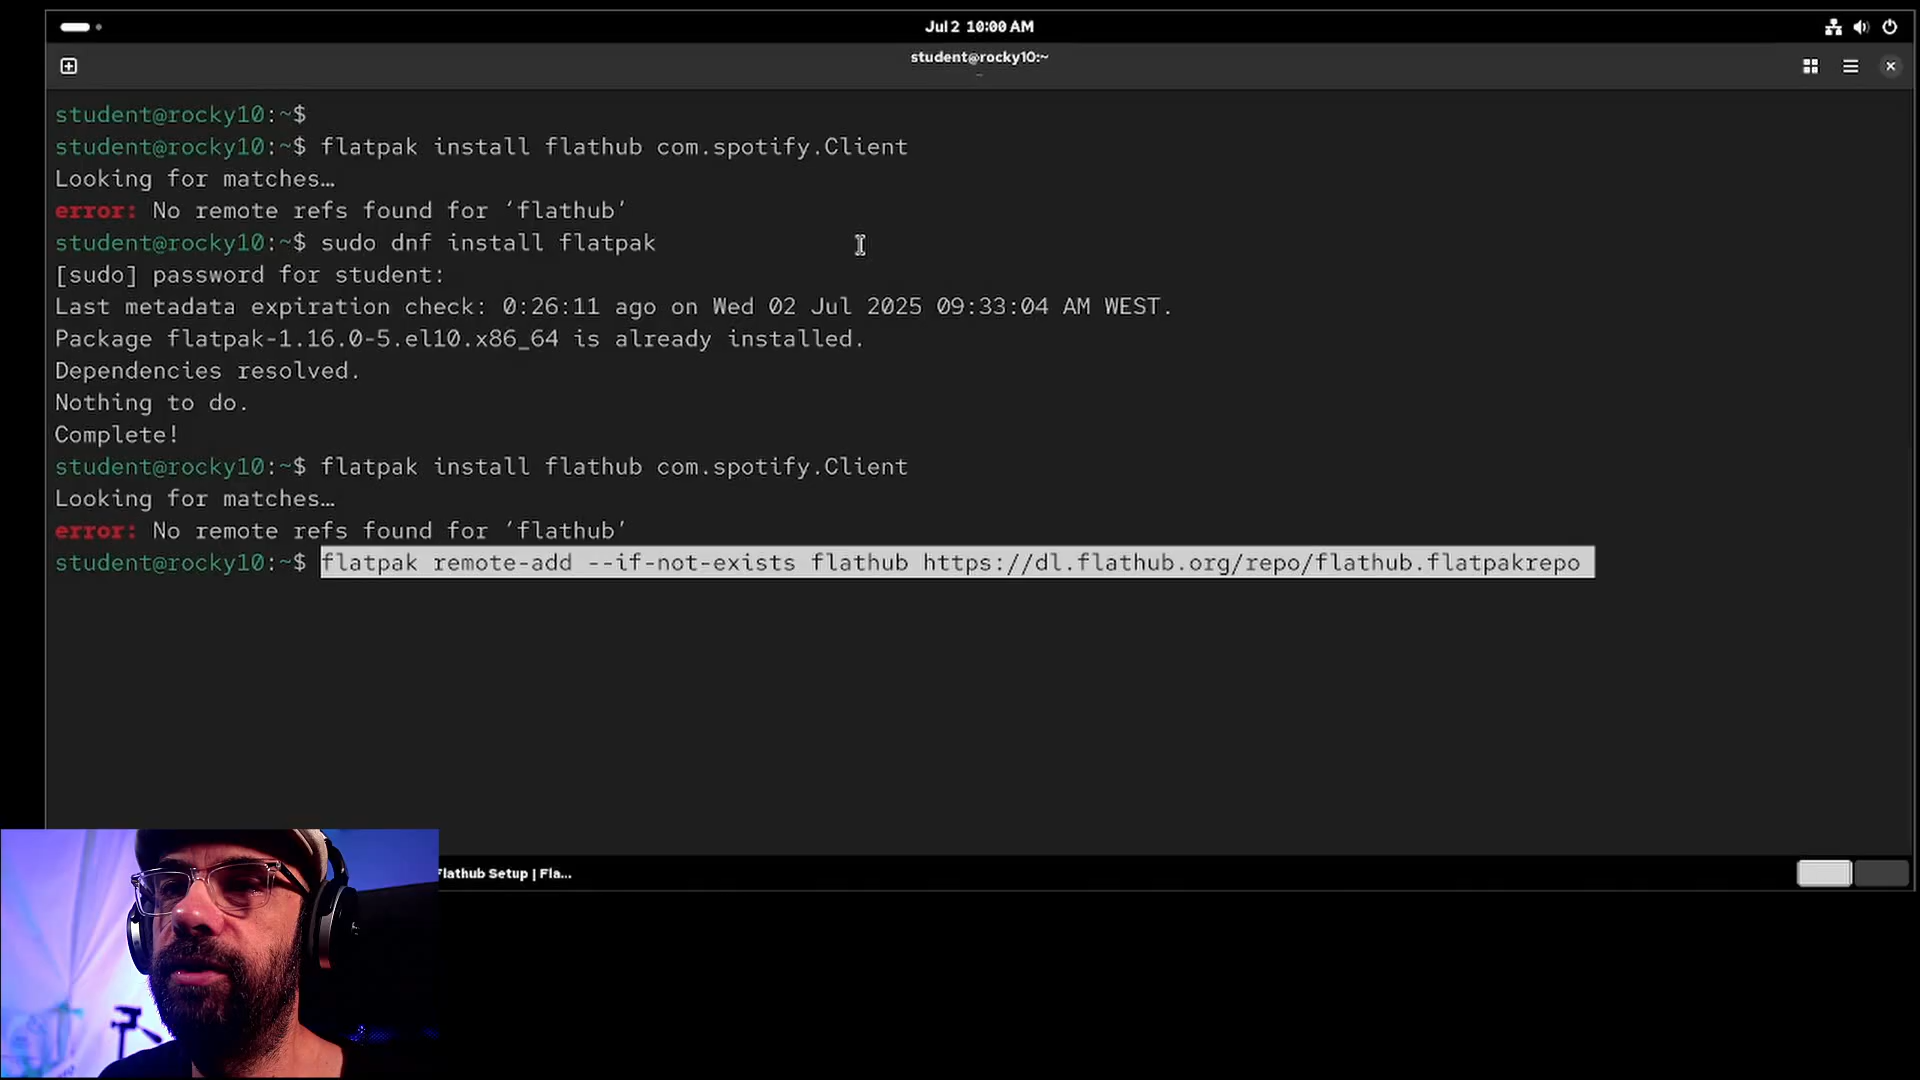 Jul 2 10:00 AM
student@rocky10:~
student@rocky10:~$
student@rocky10:~$ flatpak install flathub com.spotify.Client
Looking for matches…
error: No remote refs found for ‘flathub’
student@rocky10:~$ sudo dnf install flatpak
[sudo] password for student:
Last metadata expiration check: 0:26:11 ago on Wed 02 Jul 2025 09:33:04 AM WEST.
Package flatpak-1.16.0-5.el10.x86_64 is already installed.
Dependencies resolved.
Nothing to do.
Complete!
student@rocky10:~$ flatpak install flathub com.spotify.Client
Looking for matches…
error: No remote refs found for ‘flathub’
student@rocky10:~$ flatpak remote-add --if-not-exists flathub https://dl.flathub.org/repo/flathub.flatpakrepo
Flathub Setup | Fla...